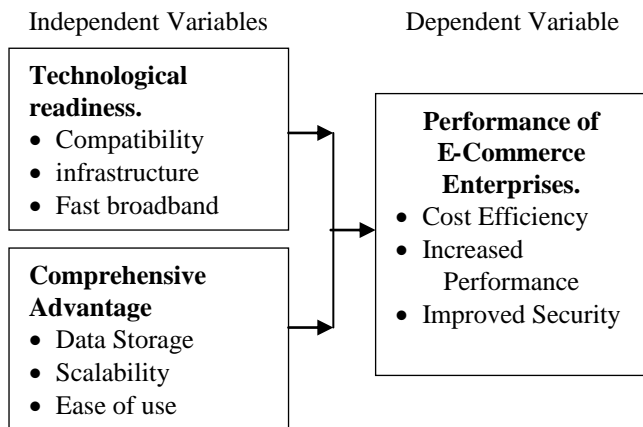 Independent Variables
Dependent Variable
Technological
readiness.
• Compatibility
• infrastructure
• Fast broadband
Comprehensive
Advantage
• Data Storage
• Scalability
• Ease of use
Performance of
E-Commerce
Enterprises.
• Cost Efficiency
• Increased
Performance
• Improved Security